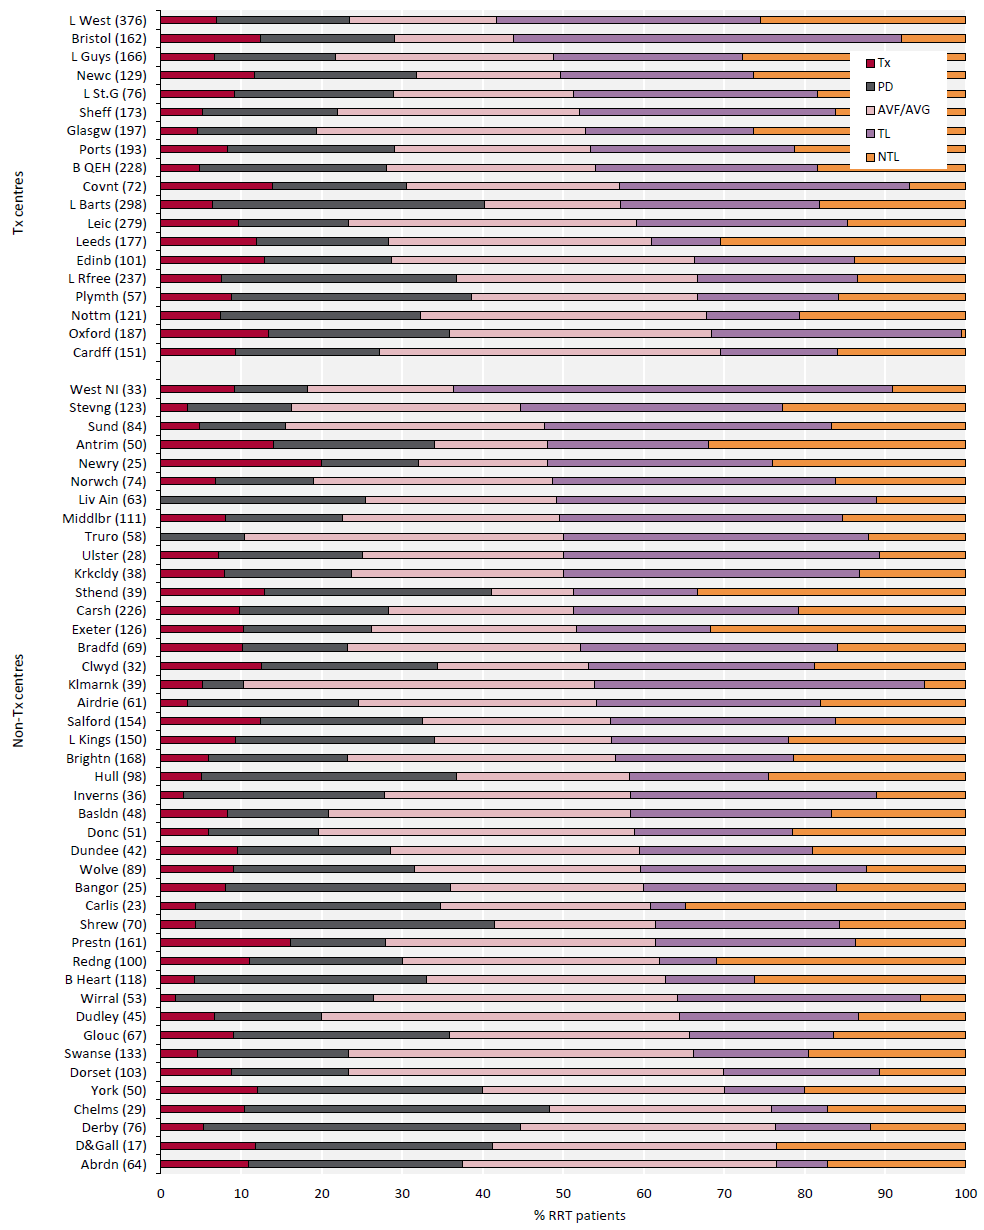 L West (376)
Bristol (162)
L Guys (166)
Newc (129)
L St.G (76)
Sheff (173)
Glasgw (197)
Ports (193)
B QEH (228)
Covnt (72)
L Barts (298)
Leic (279)
Leeds (177)
Edinb (101)
L Rfree (237)
Plymth (57)
Nottm (121)
Oxford (187)
Cardff (151)
Tx centres
Tx
PD
AVF/AVG
TL
NTL
West NI (33)
Stevng (123)
Sund (84)
Antrim (50)
Newry (25)
Norwch (74)
Liv Ain (63)
Middlbr (111)
Truro (58)
Ulster (28)
Krkcldy (38)
Sthend (39)
Carsh (226)
Exeter (126)
Bradfd (69)
Clwyd (32)
Klmarnk (39)
Airdrie (61)
Salford (154)
L Kings (150)
Brightn (168)
Hull (98)
Inverns (36)
Basldn (48)
Donc (51)
Dundee (42)
Wolve (89)
Bangor (25)
Carlis (23)
Shrew (70)
Prestn (161)
Redng (100)
B Heart (118)
Wirral (53)
Dudley (45)
Glouc (67)
Swanse (133)
Dorset (103)
York (50)
Chelms (29)
Derby (76)
D&Gall (17)
Abrdn (64)
Non-Tx centres
0 10 20 30 40 50 60 70 80 90 100
% RRT patients